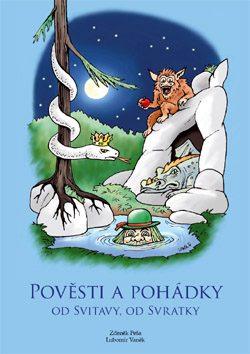 Pověsti a pohádky
od Svitavy, od Svratky
Zdeněk Peša
Lubomír Vaněk